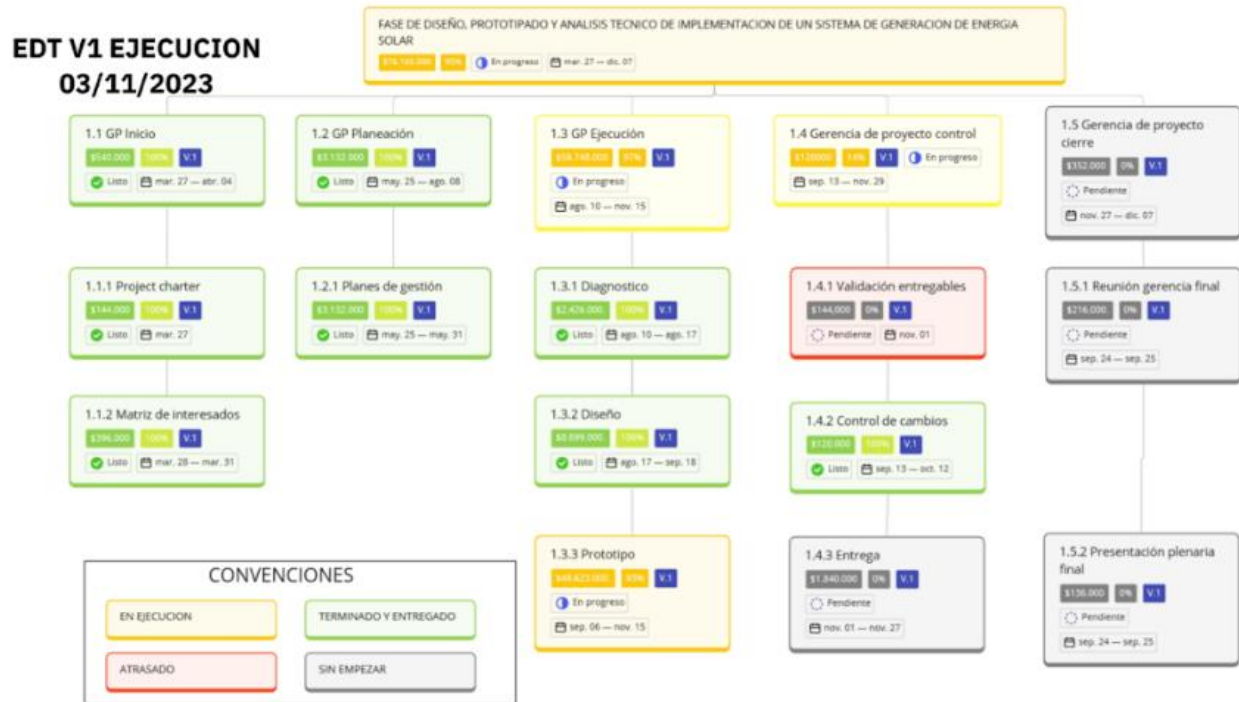 EDT V1 EJECUCION
03/11/2023
FASE DE DISEÑO, PROTOTIPADO Y ANALISIS TECNICO DE IMPLEMENTACION DE UN SISTEMA DE GENERACION DE ENERGIA
SOLAR
En progreso mar. 27 — dic. 07
1.1 GP Inicio
$540.000 100% V.1
Listo mar. 27 — abr. 04
1.2 GP Planeación
$3.132.000 100% V.1
Listo may. 25 — ago. 08
1.3 GP Ejecución
97% V.1
En progreso
ago. 10 — nov. 15
1.4 Gerencia de proyecto control
$120000 14% V.1 En progreso
sep. 13 — nov. 29
1.5 Gerencia de proyecto
cierre
$352.000 0% V.1
Pendiente
nov. 27 — dic. 07
1.1.1 Project charter
$144.000 100% V.1
Listo mar. 27
1.2.1 Planes de gestión
$3.132.000 100% V.1
Listo may. 25 — may. 31
1.3.1 Diagnostico
$2.426.000 100% V.1
Listo ago. 10 — ago. 17
1.4.1 Validación entregables
$144,000 0% V.1
Pendiente nov. 01
1.5.1 Reunión gerencia final
$216.000. 0% V.1
Pendiente
sep. 24 — sep. 25
1.1.2 Matriz de interesados
$396.000 100% V.1
Listo mar. 28 — mar. 31
1.3.2 Diseño
100% V.1
Listo ago. 17 — sep. 18
1.4.2 Control de cambios
$120.000 100% V.1
Listo sep. 13 — oct. 12
1.3.3 Prototipo
93% V.1
En progreso
sep. 06 — nov. 15
1.4.3 Entrega
$1.840.000 0% V.1
Pendiente
nov. 01 — nov. 27
1.5.2 Presentación plenaria
final
$136.000 0% V.1
Pendiente
sep. 24 — sep. 25
CONVENCIONES
EN EJECUCION
TERMINADO Y ENTREGADO
ATRASADO
SIN EMPEZAR